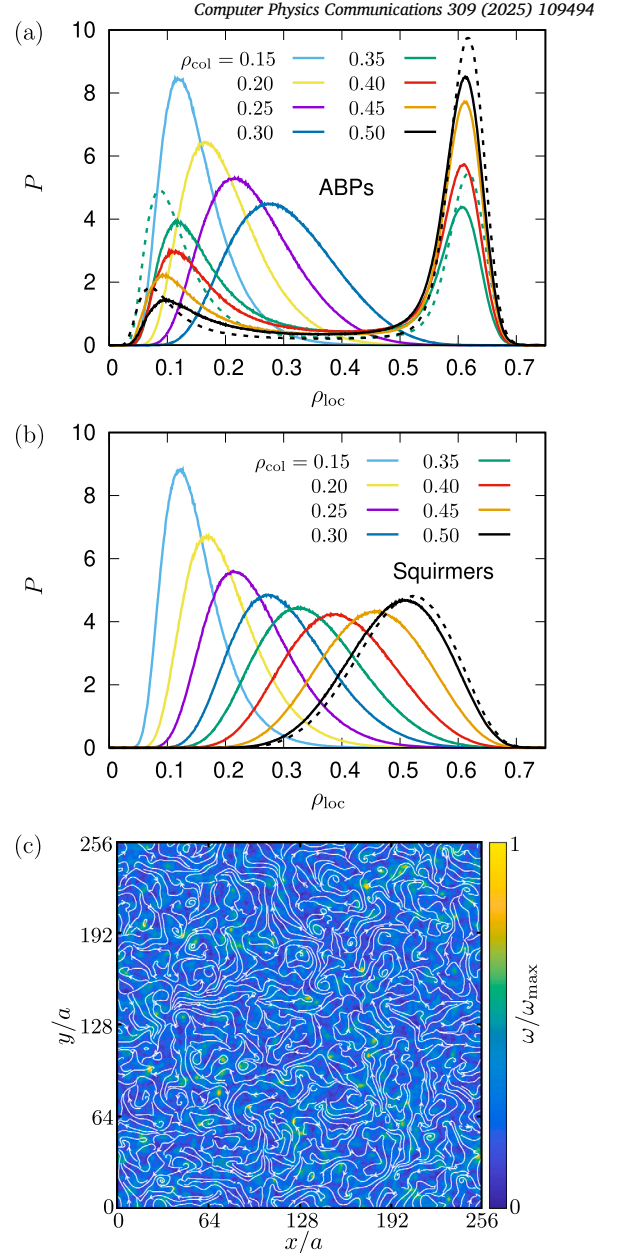 Computer Physics Communications 309 (2025) 109494
(a)
10
8
6
4
2
0
P
ρcol = 0.15
0.20
0.25
0.30
0.35
0.40
0.45
0.50
ABPs
0 0.1 0.2 0.3 0.4 0.5 0.6 0.7
ρloc
(b)
10
8
6
4
2
0
P
ρcol = 0.15
0.20
0.25
0.30
0.35
0.40
0.45
0.50
Squirmers
0 0.1 0.2 0.3 0.4 0.5 0.6 0.7
ρloc
(c)
256
192
128
64
0
y/a
0 64 128 192 256
x/a
1
0
ω/ωmax